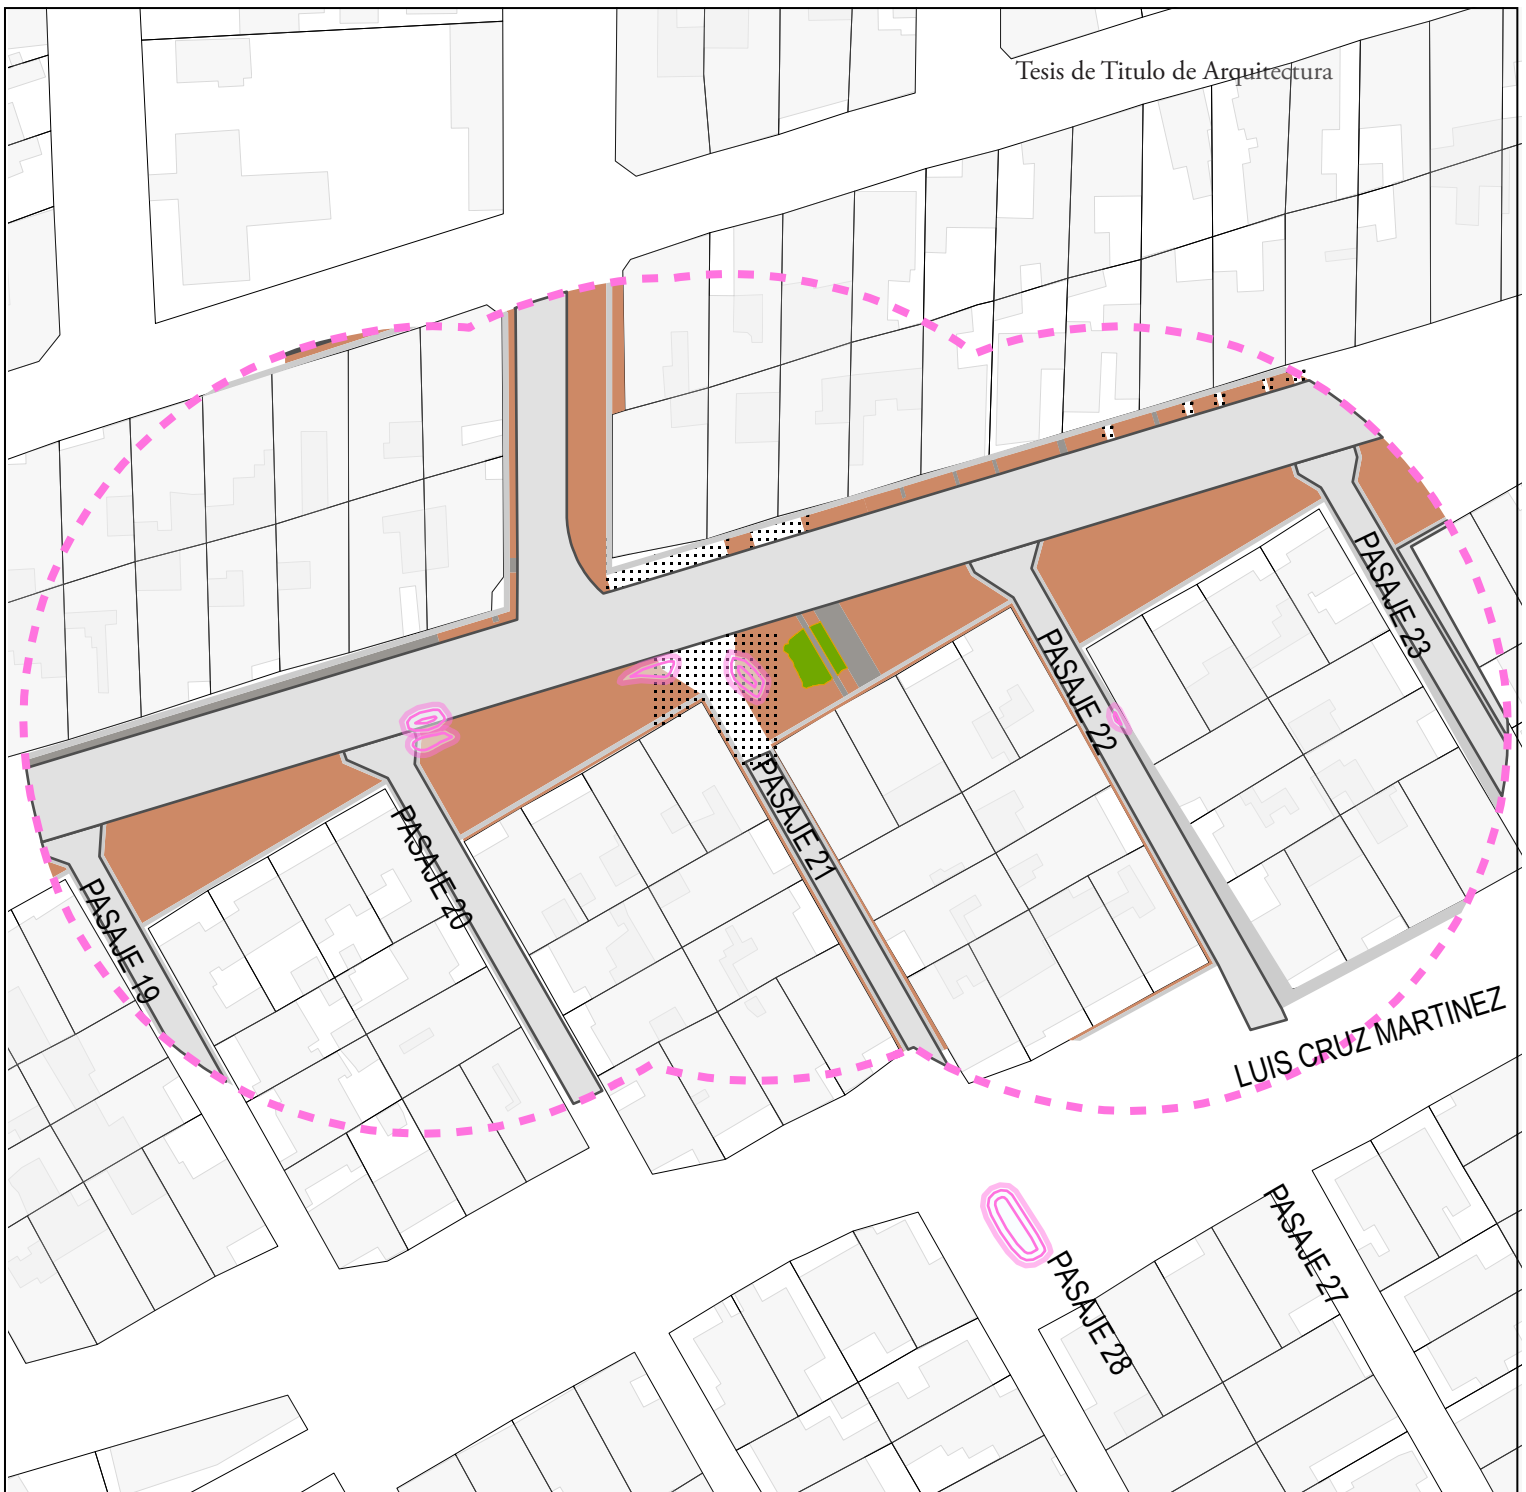 Tesis de Titulo de Arquitectura
PASAJE 23
PASAJE 22
PASAJE 21
PASAJE 20
PASAJE 19
LUIS CRUZ MARTINEZ
PASAJE 27
PASAJE 28